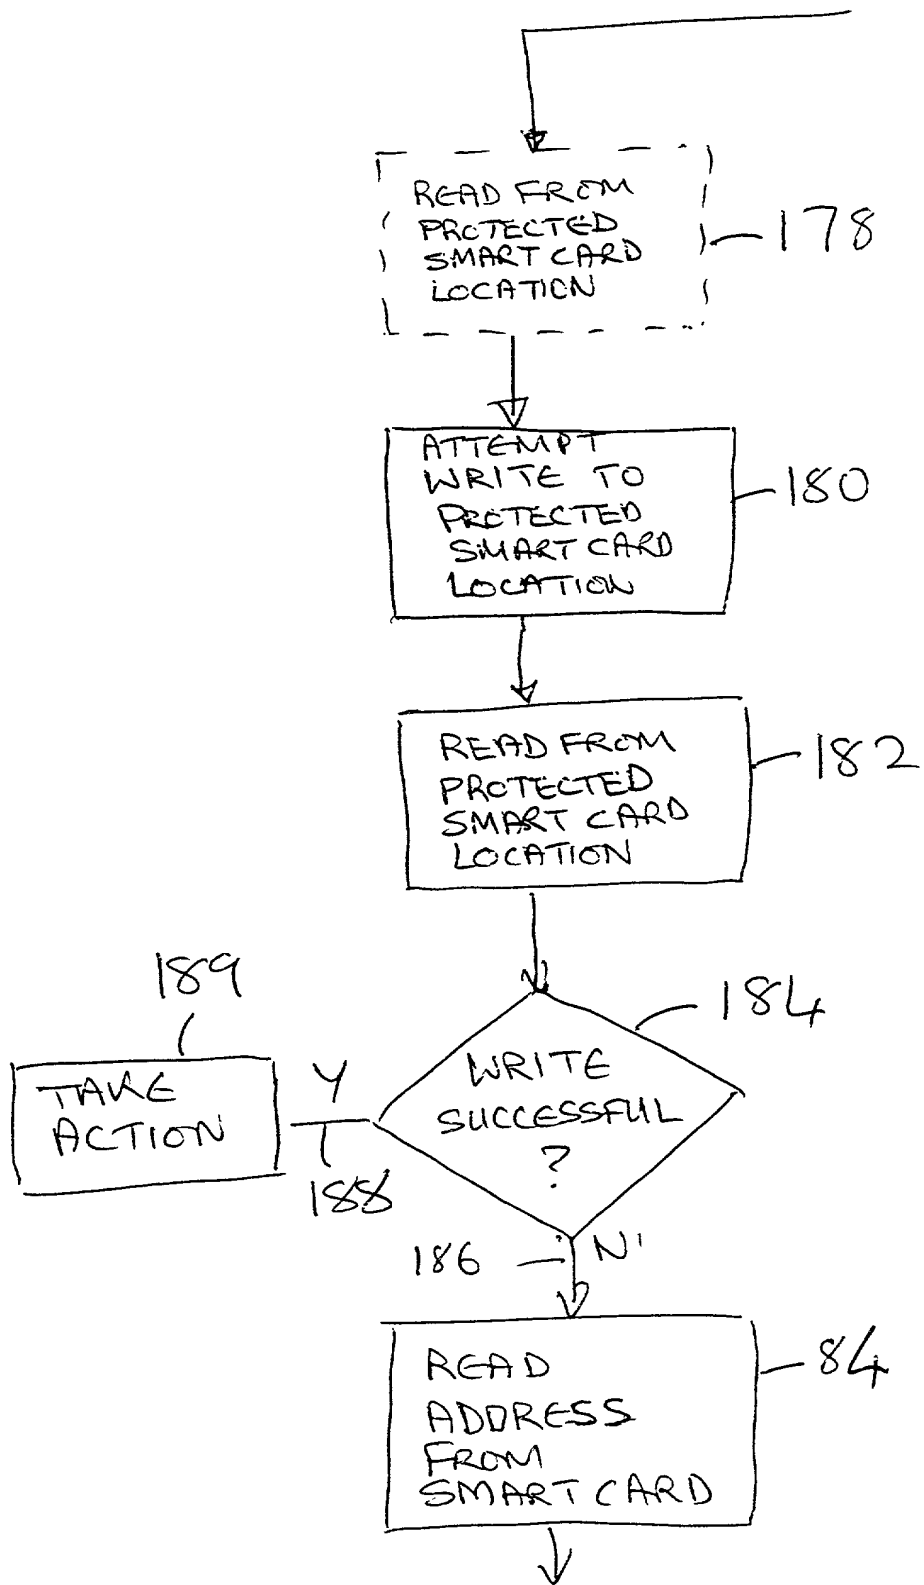 READ FROM
PROTECTED
SMART CARD
LOCATION
178
ATTEMPT
WRITE TO
PROTECTED
SMART CARD
LOCATION
180
READ FROM
PROTECTED
SMART CARD
LOCATION
182
184
WRITE
SUCCESSFUL
?
189
TAKE
ACTION
Y
188
186
N
READ
ADDRESS
FROM
SMART CARD
84